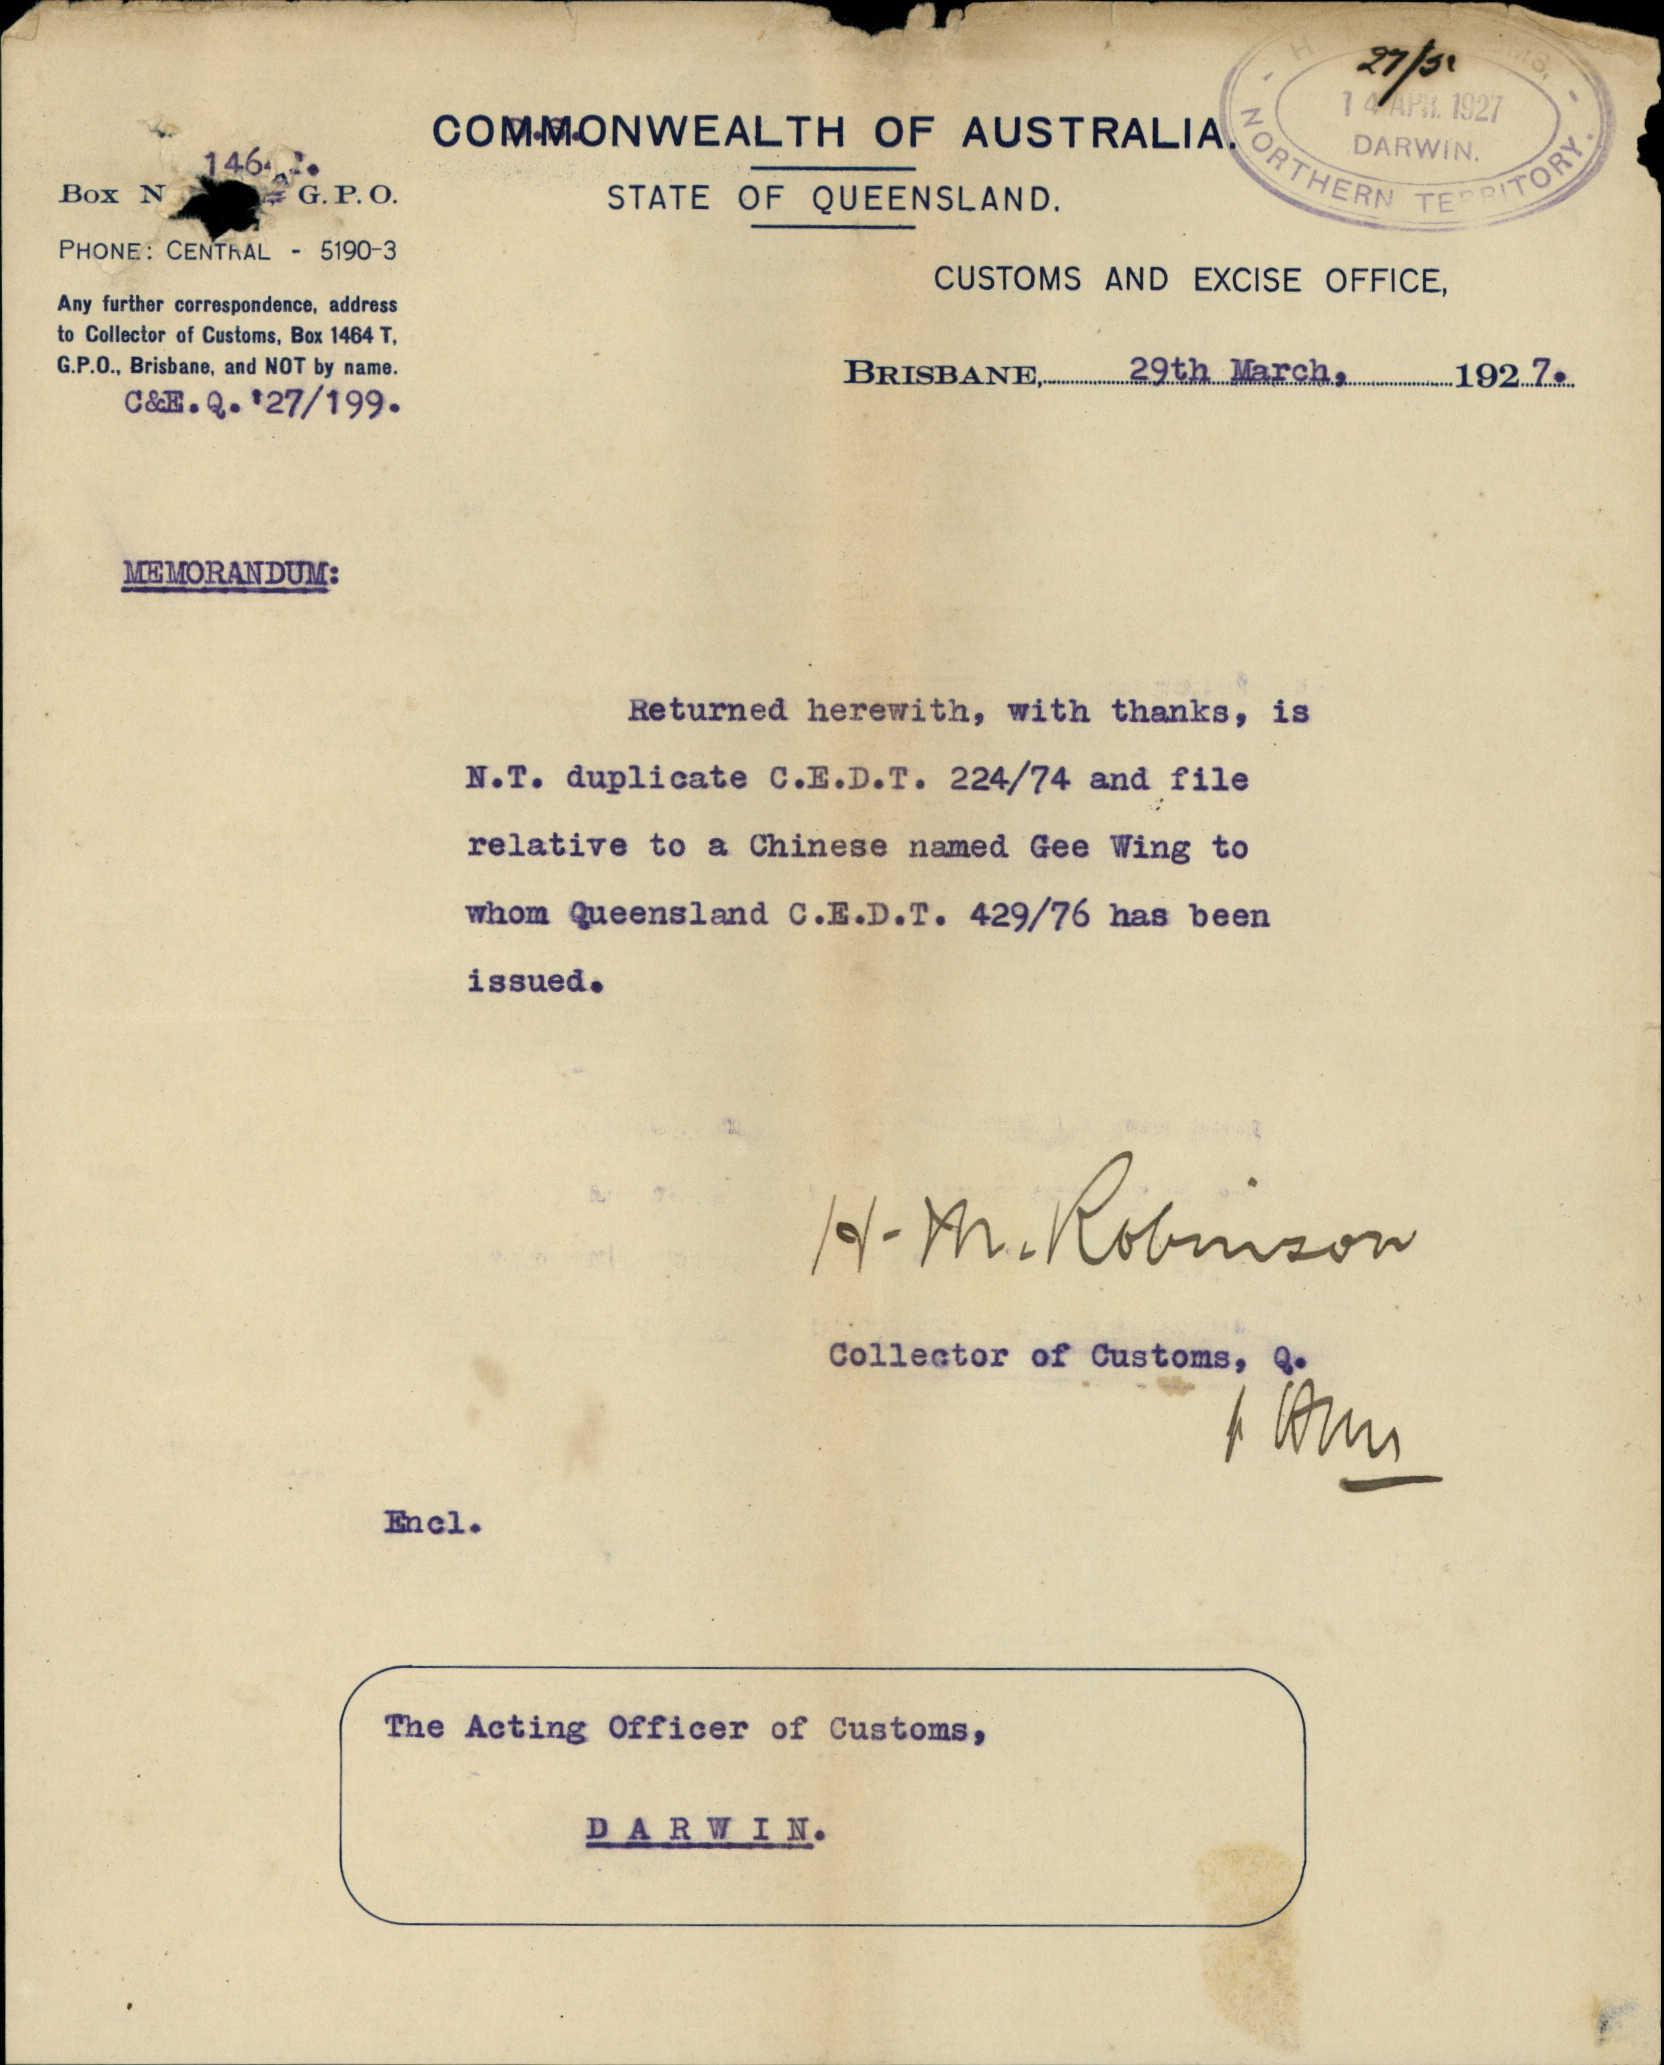 27/51
14 APR. 1927
DARWIN.
NORTHERN TERRITORY.
COMMONWEALTH OF AUSTRALIA.
STATE OF QUEENSLAND.
Box G.P.O.
PHONE: CENTRAL - 5190-3
CUSTOMS AND EXCISE OFFICE,
Any further correspondence, address
to Collector of Customs, Box 1464 T,
G.P.O., Brisbane, and NOT by name.
BRISBANE, 29th March, 1927.
C&E.Q.'27/199.
MEMORANDUM:
Returned herewith, with thanks, is
N.T. duplicate C.E.D.T. 224/74 and file
relative to a Chinese named Gee Wing to
whom Queensland C.E.D.T. 429/76 has been
issued.
H. M. Robinson
Collector of Customs, Q.
Encl.
The Acting Officer of Customs,
D A R W I N.